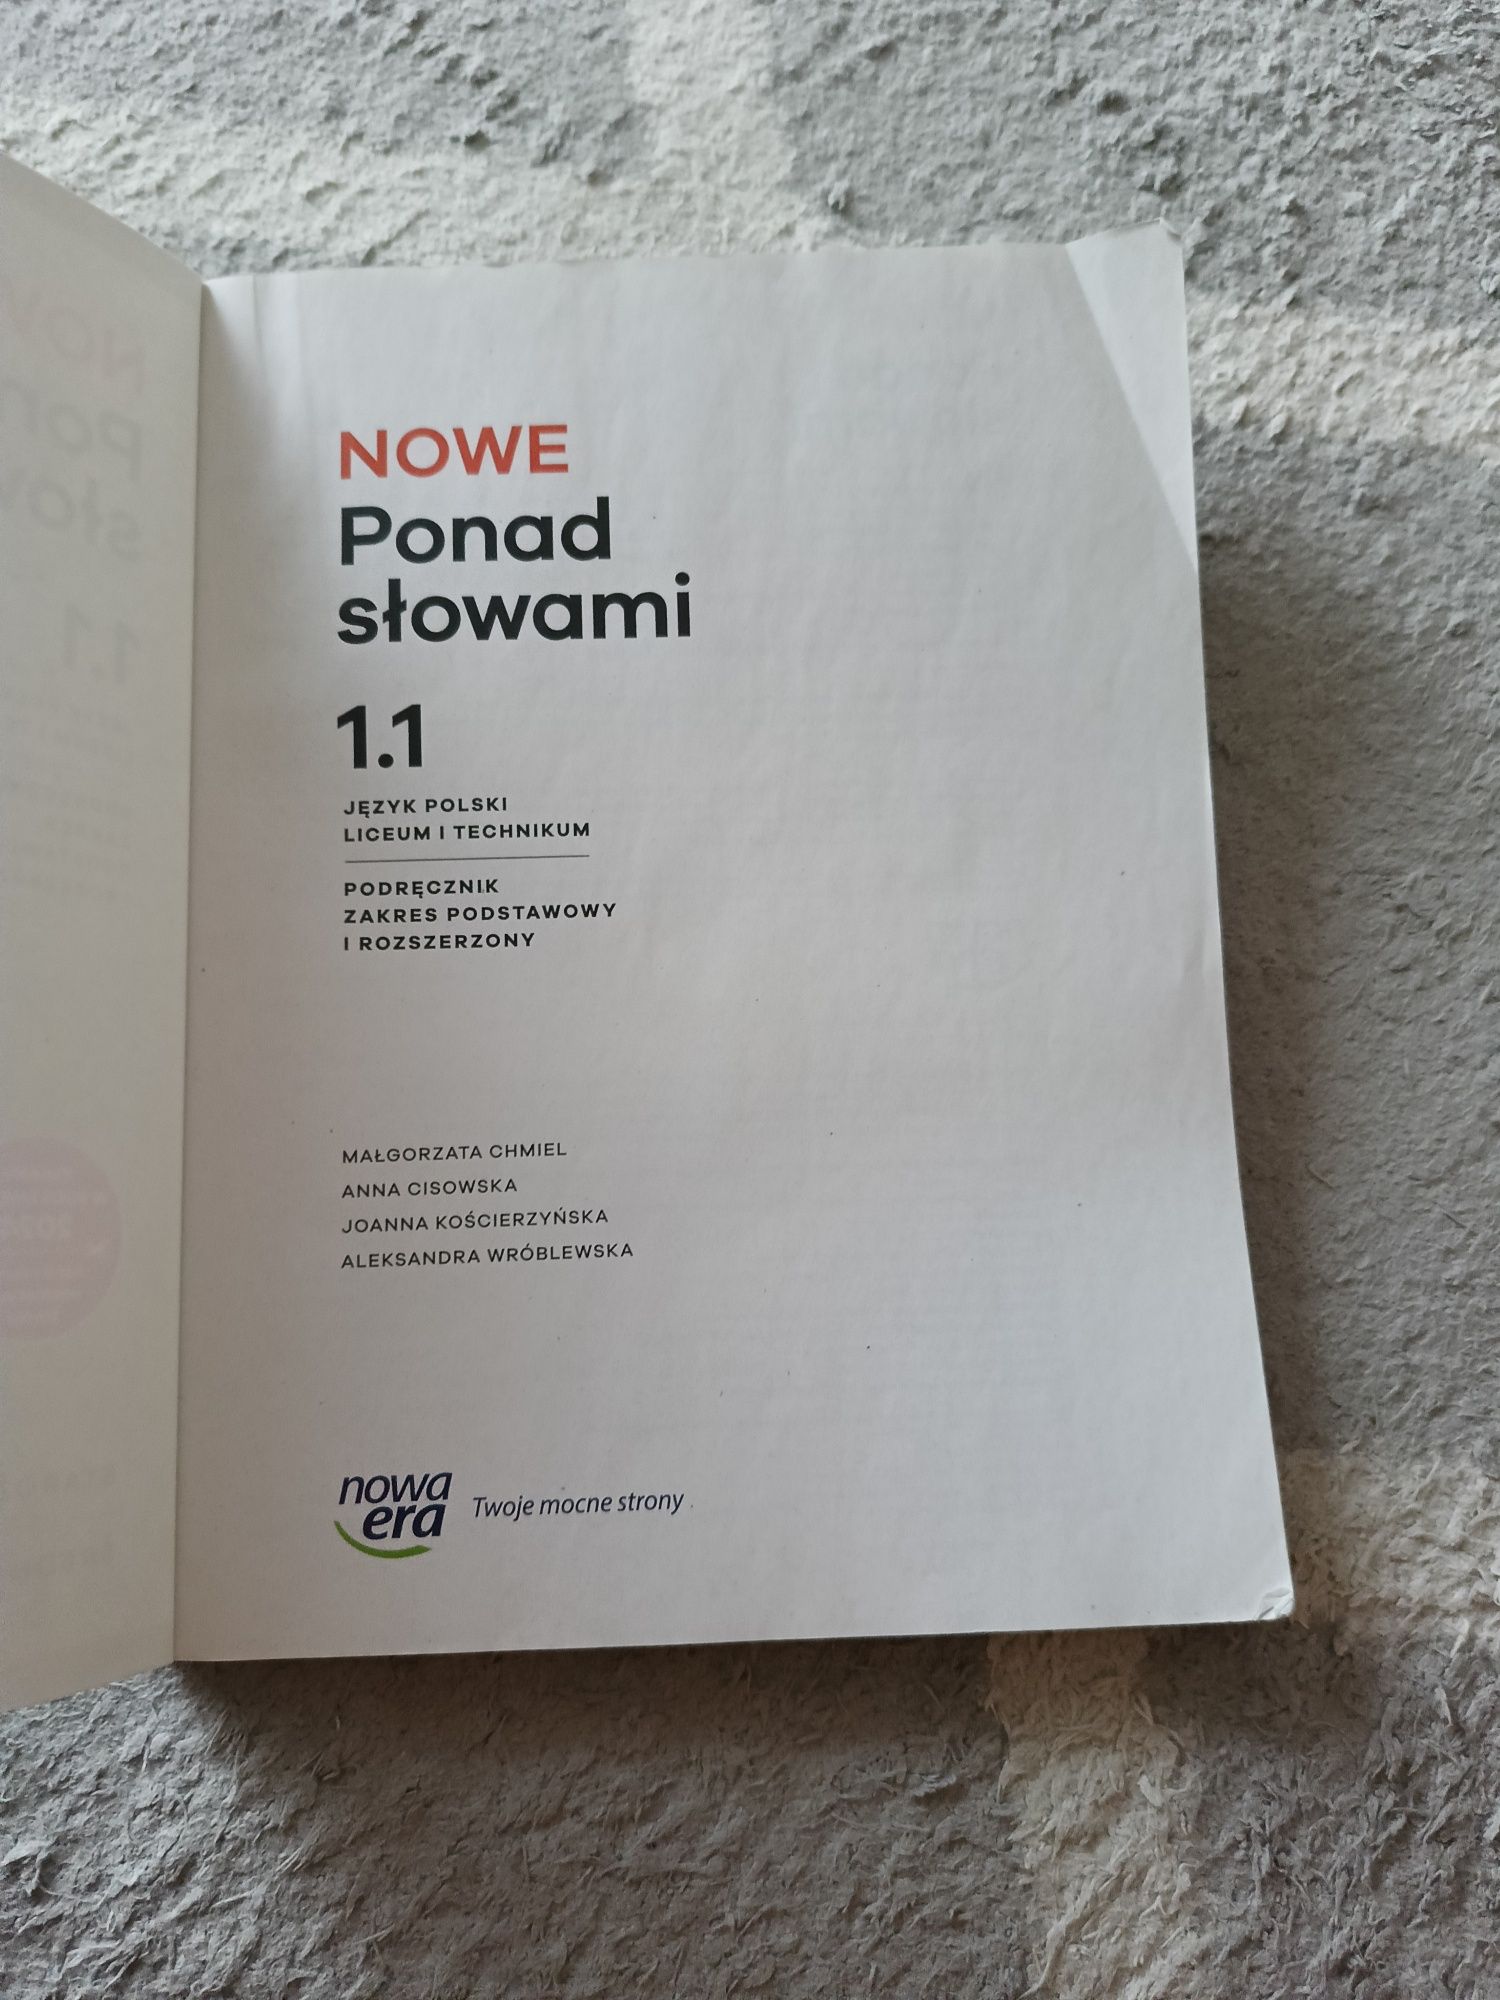 NOWE
Ponad
słowami
1.1
JĘZYK POLSKI
LICEUM I TECHNIKUM
PODRĘCZNIK
ZAKRES PODSTAWOWY
I ROZSZERZONY
MAŁGORZATA CHMIEL
ANNA CISOWSKA
JOANNA KOŚCIERZYŃSKA
ALEKSANDRA WRÓBLEWSKA
nowa
era
Twoje mocne strony